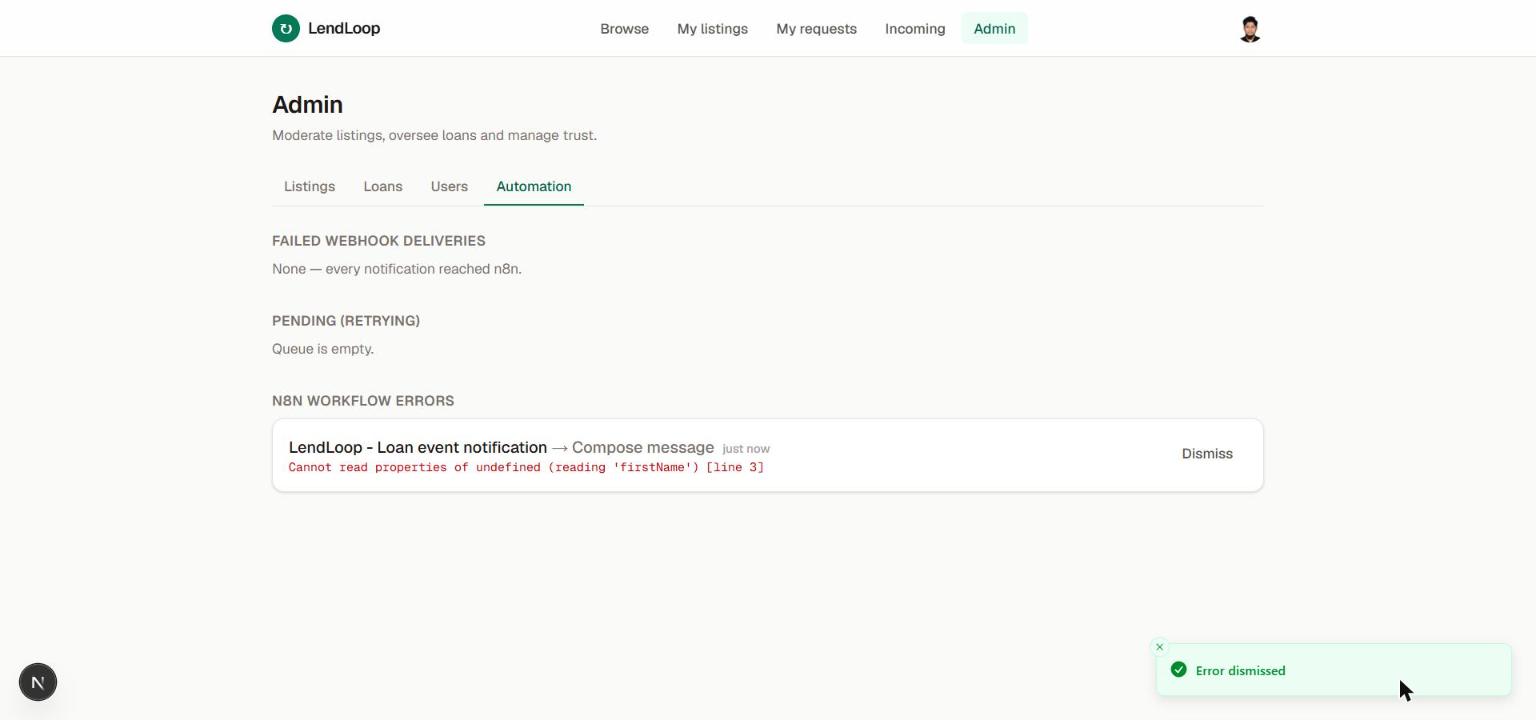 LendLoop
Browse
My listings
My requests
Incoming
Admin
Admin
Moderate listings, oversee loans and manage trust.
Listings
Loans
Users
Automation
FAILED WEBHOOK DELIVERIES
None — every notification reached n8n.
PENDING (RETRYING)
Queue is empty.
N8N WORKFLOW ERRORS
LendLoop - Loan event notification → Compose message just now
Cannot read properties of undefined (reading 'firstName') [line 3]
Dismiss
Error dismissed
N